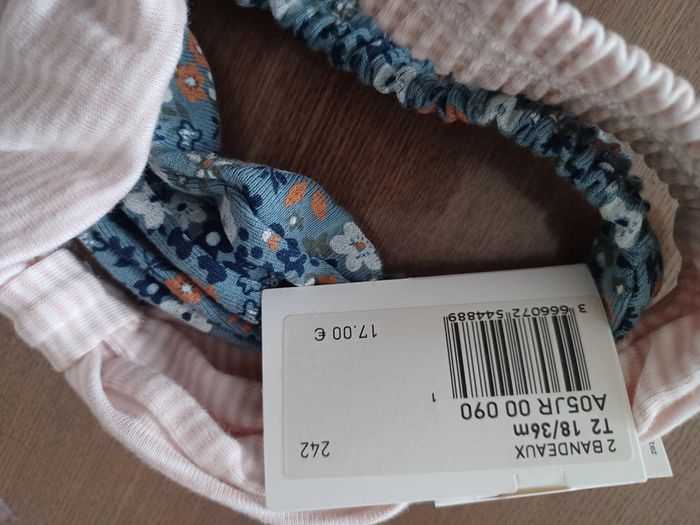 2 BANDEAUX
242
T2 18/36m
A05JR 00 090
1
3 666072 544889
17.00 €